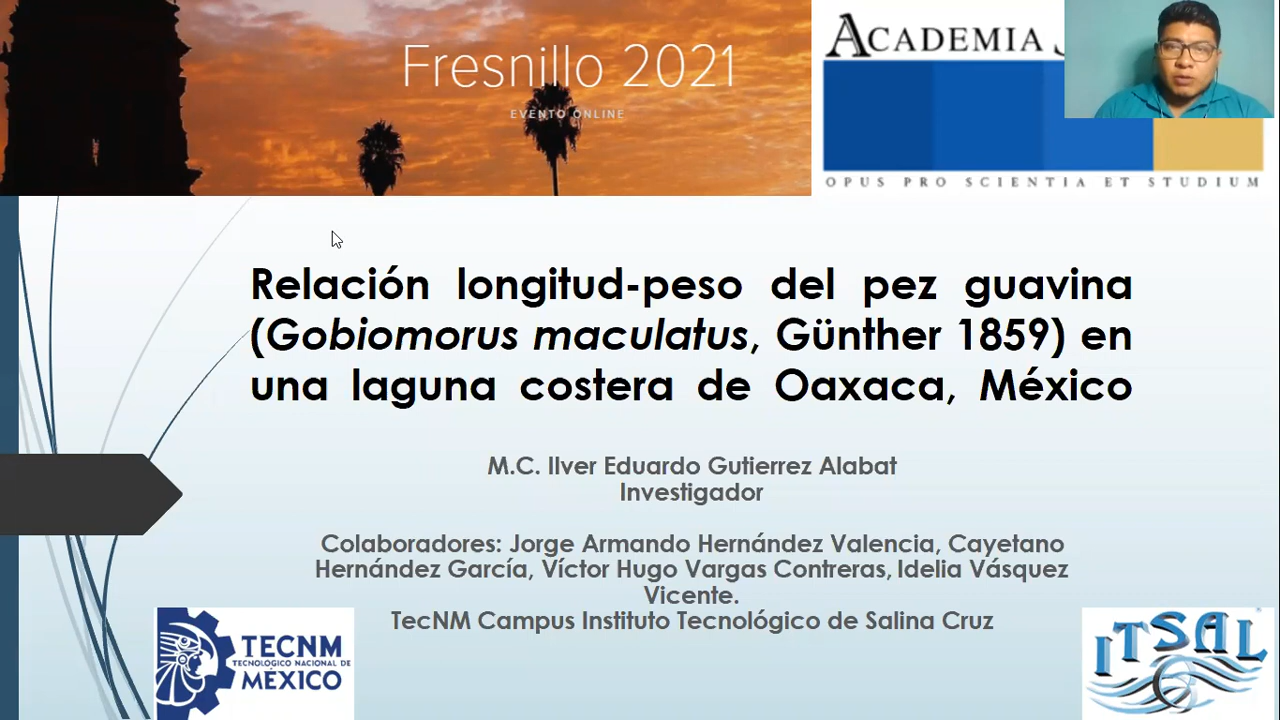 Fresnillo 2021
EVENTO ONLINE
ACADEMIA
OPUS PRO SCIENTIA ET STUDIUM
Relación longitud-peso del pez guavina
(Gobiomorus maculatus, Günther 1859) en
una laguna costera de Oaxaca, México
M.C. Ilver Eduardo Gutierrez Alabat
Investigador
Colaboradores: Jorge Armando Hernández Valencia, Cayetano
Hernández García, Víctor Hugo Vargas Contreras, Idelia Vásquez
Vicente.
TecNM Campus Instituto Tecnológico de Salina Cruz
TECNM
TECNOLÓGICO NACIONAL DE
MÉXICO
ITSAL